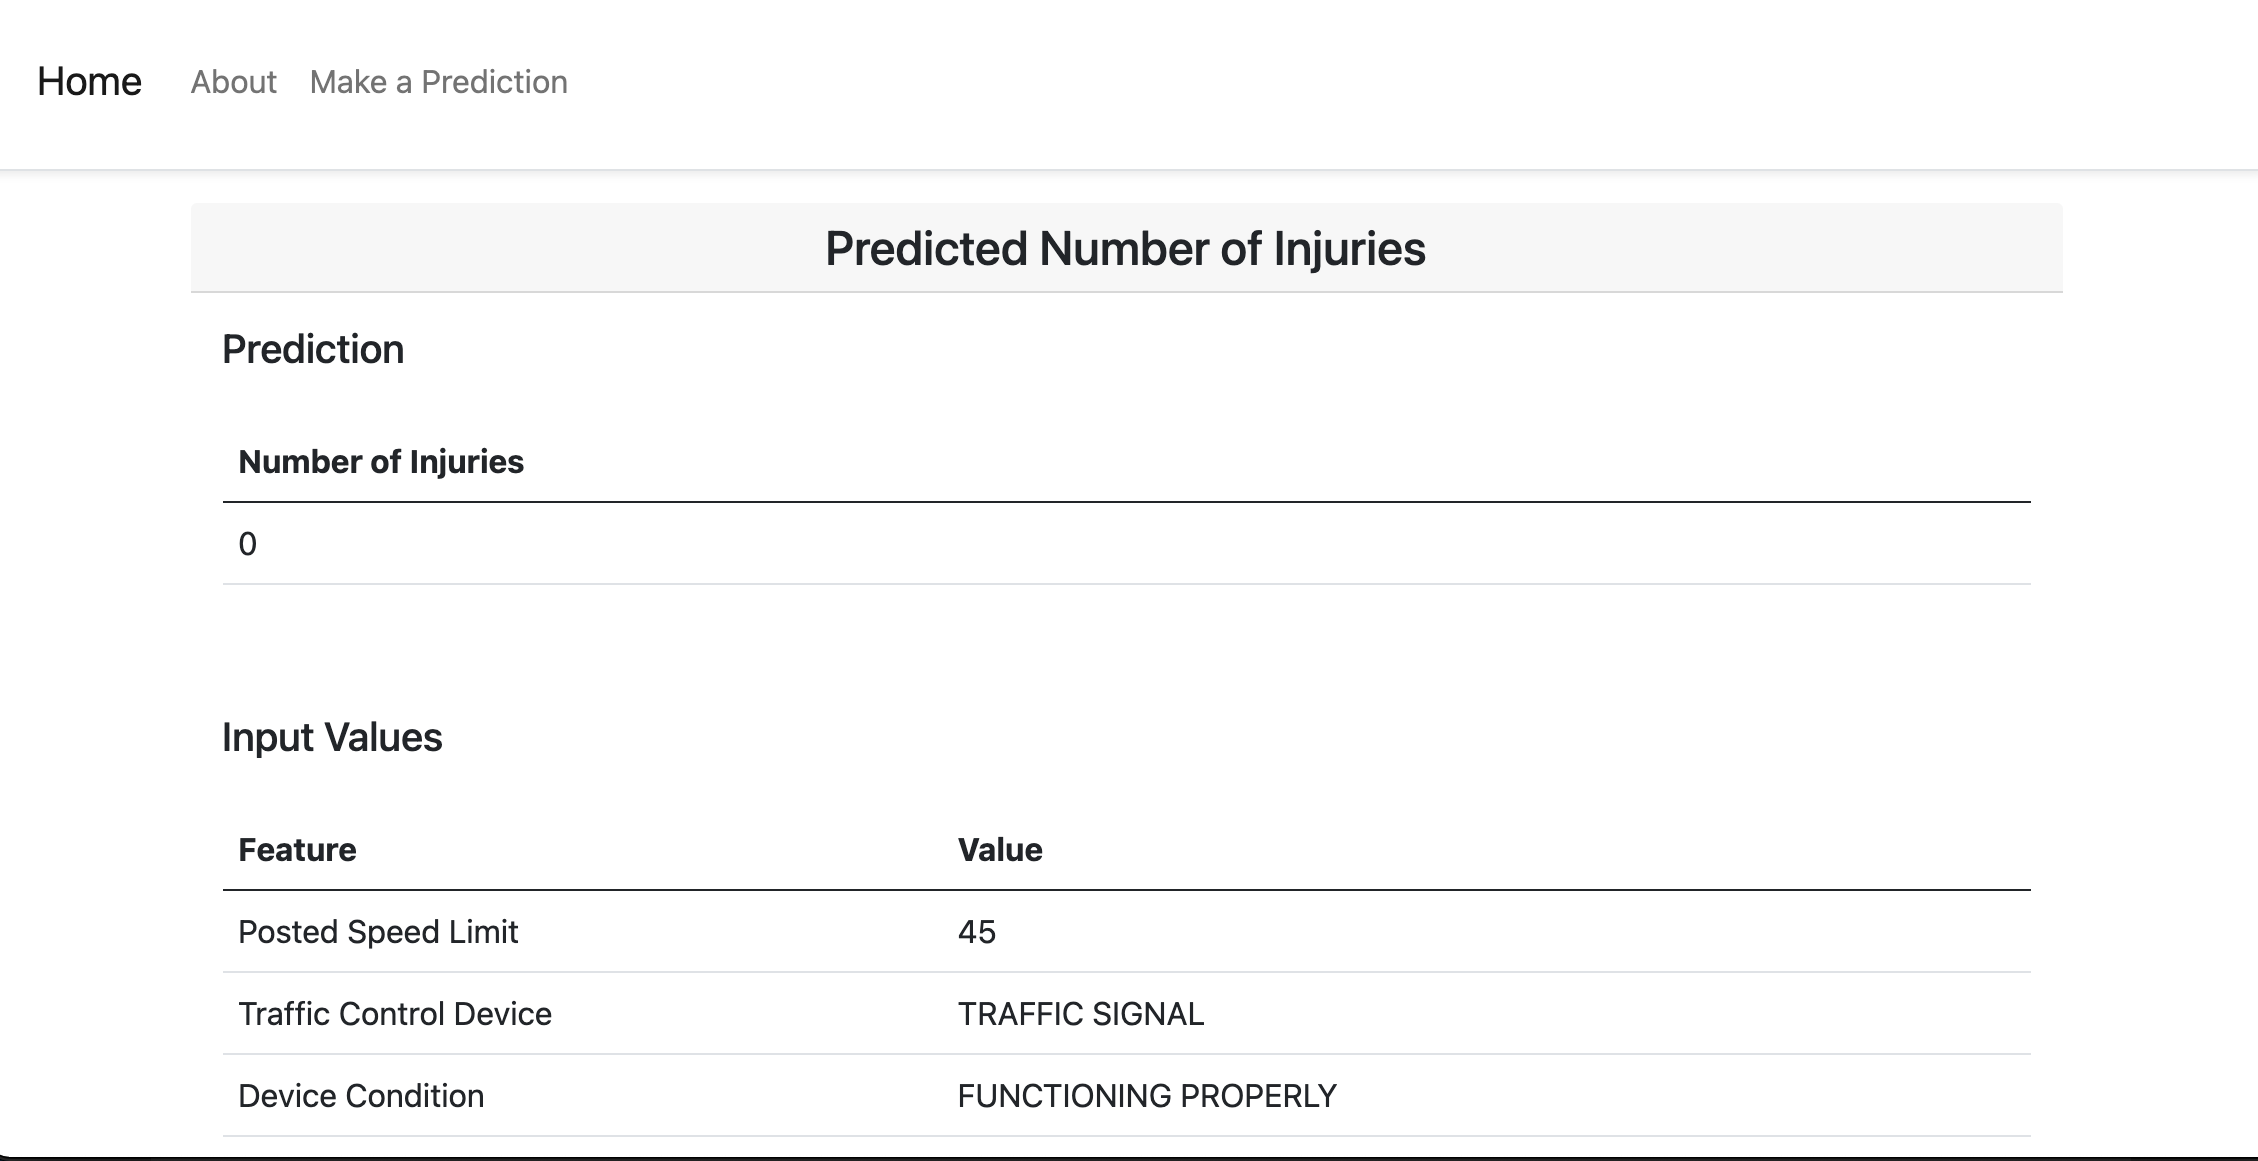 Home About Make a Prediction
Predicted Number of Injuries
Prediction
Number of Injuries
0
Input Values
Feature Value
Posted Speed Limit 45
Traffic Control Device TRAFFIC SIGNAL
Device Condition FUNCTIONING PROPERLY